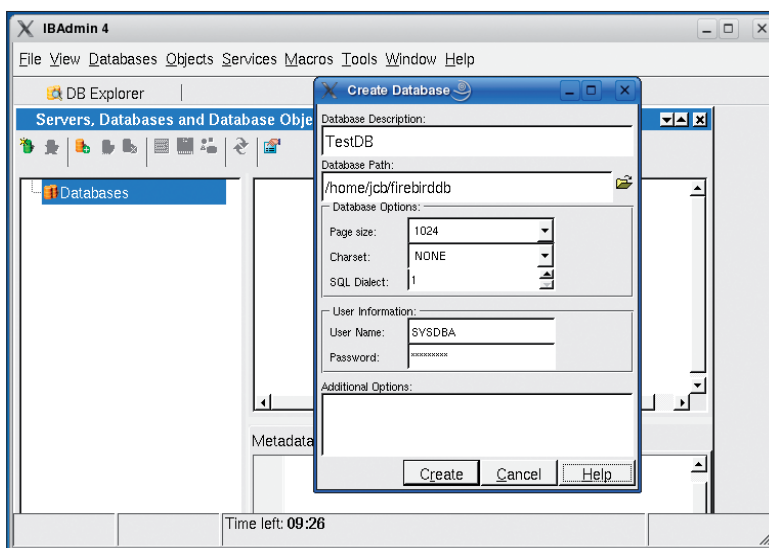 IBAdmin 4
File View Databases Objects Services Macros Tools Window Help
DB Explorer
Servers, Databases and Database Obje
Databases
Metadata
Create Database
Database Description:
TestDB
Database Path:
/home/jcb/firebirddb
Database Options:
Page size: 1024
Charset: NONE
SQL Dialect: 1
User Information:
User Name: SYSDBA
Password: *********
Additional Options:
Create Cancel Help
Time left: 09:26